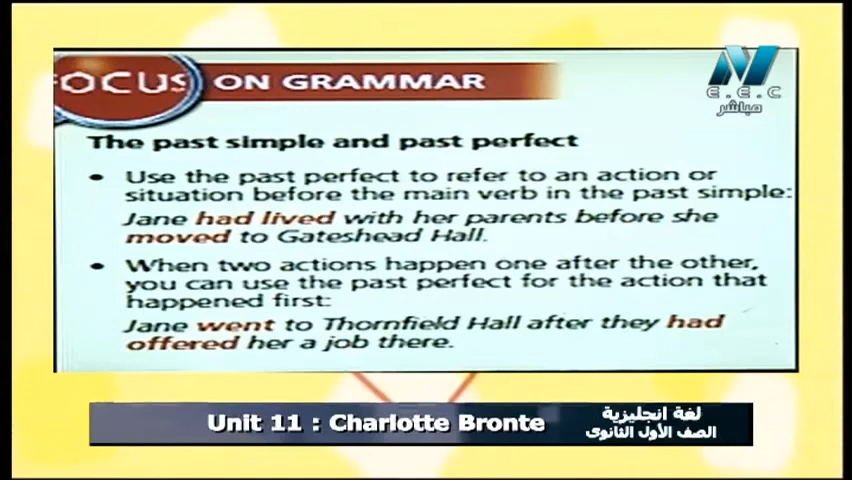 FOCUS ON GRAMMAR
E.E.C
مباشر
The past simple and past perfect
• Use the past perfect to refer to an action or
situation before the main verb in the past simple:
Jane had lived with her parents before she
moved to Gateshead Hall.
• When two actions happen one after the other,
you can use the past perfect for the action that
happened first:
Jane went to Thornfield Hall after they had
offered her a job there.
Unit 11 : Charlotte Bronte
لغة انجليزية
الصف الأول الثانوى